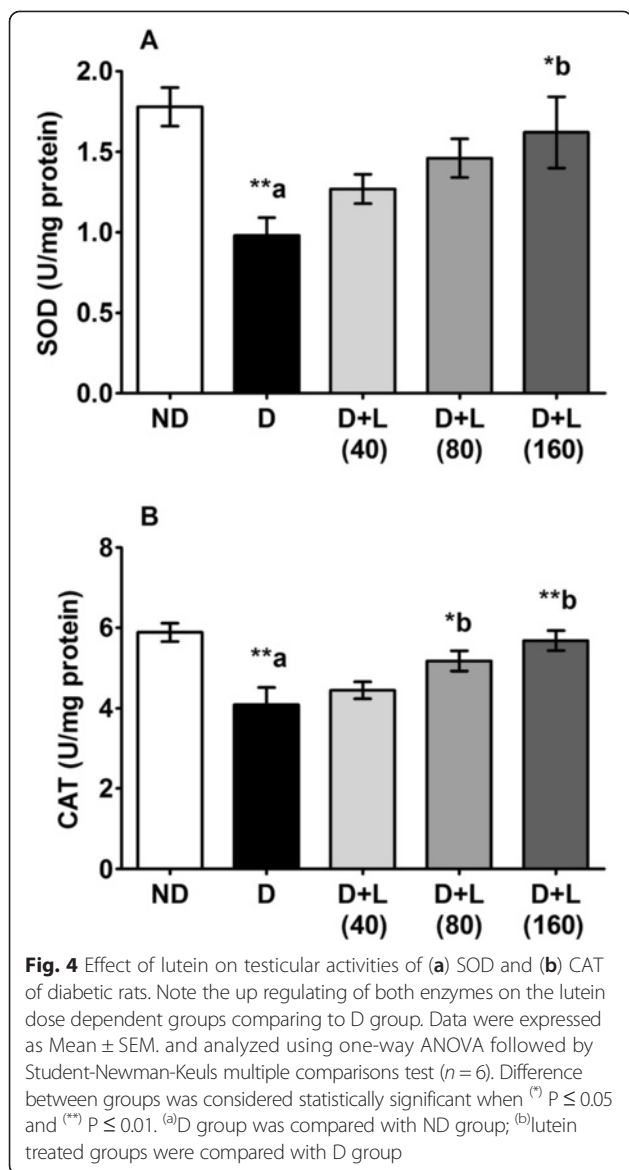 A
SOD (U/mg protein)
2.0
1.5
1.0
0.5
0.0
**a
*b
ND D D+L D+L D+L
(40) (80) (160)
B
CAT (U/mg protein)
8
6
4
2
0
**a
*b
**b
ND D D+L D+L D+L
(40) (80) (160)
Fig. 4 Effect of lutein on testicular activities of (a) SOD and (b) CAT
of diabetic rats. Note the up regulating of both enzymes on the lutein
dose dependent groups comparing to D group. Data were expressed
as Mean ± SEM. and analyzed using one-way ANOVA followed by
Student-Newman-Keuls multiple comparisons test (n = 6). Difference
between groups was considered statistically significant when (*) P ≤ 0.05
and (**) P ≤ 0.01. (a)D group was compared with ND group; (b)lutein
treated groups were compared with D group